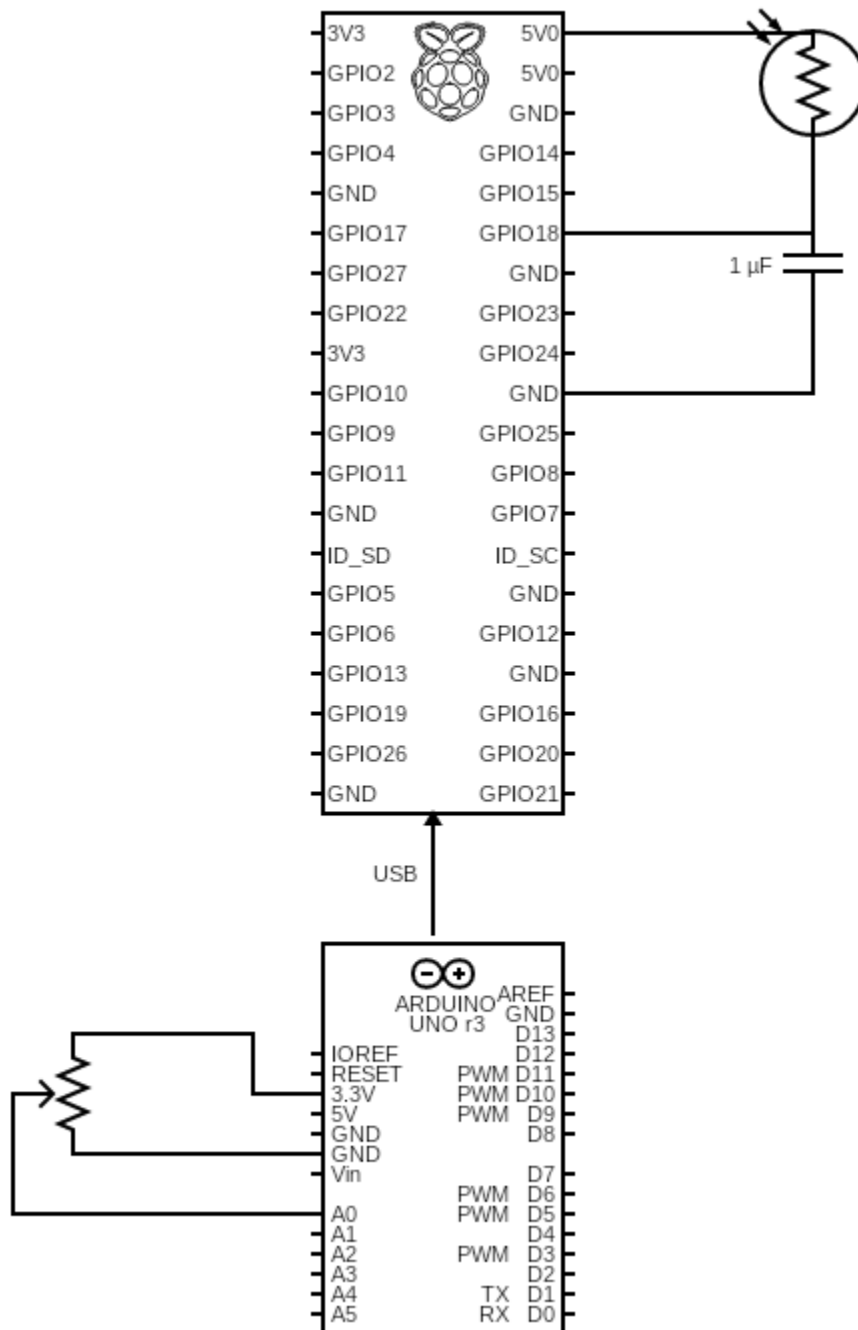 3V3 5V0
GPIO2 5V0
GPIO3 GND
GPIO4 GPIO14
GND GPIO15
GPIO17 GPIO18
1 µF
GPIO27 GND
GPIO22 GPIO23
3V3 GPIO24
GPIO10 GND
GPIO9 GPIO25
GPIO11 GPIO8
GND GPIO7
ID_SD ID_SC
GPIO5 GND
GPIO6 GPIO12
GPIO13 GND
GPIO19 GPIO16
GPIO26 GPIO20
GND GPIO21
USB
AREF
ARDUINO
GND
UNO r3
D13
IOREF D12
RESET PWM D11
3.3V PWM D10
5V PWM D9
GND D8
GND
Vin D7
PWM D6
A0 PWM D5
A1 D4
A2 PWM D3
A3 D2
A4 TX D1
A5 RX D0